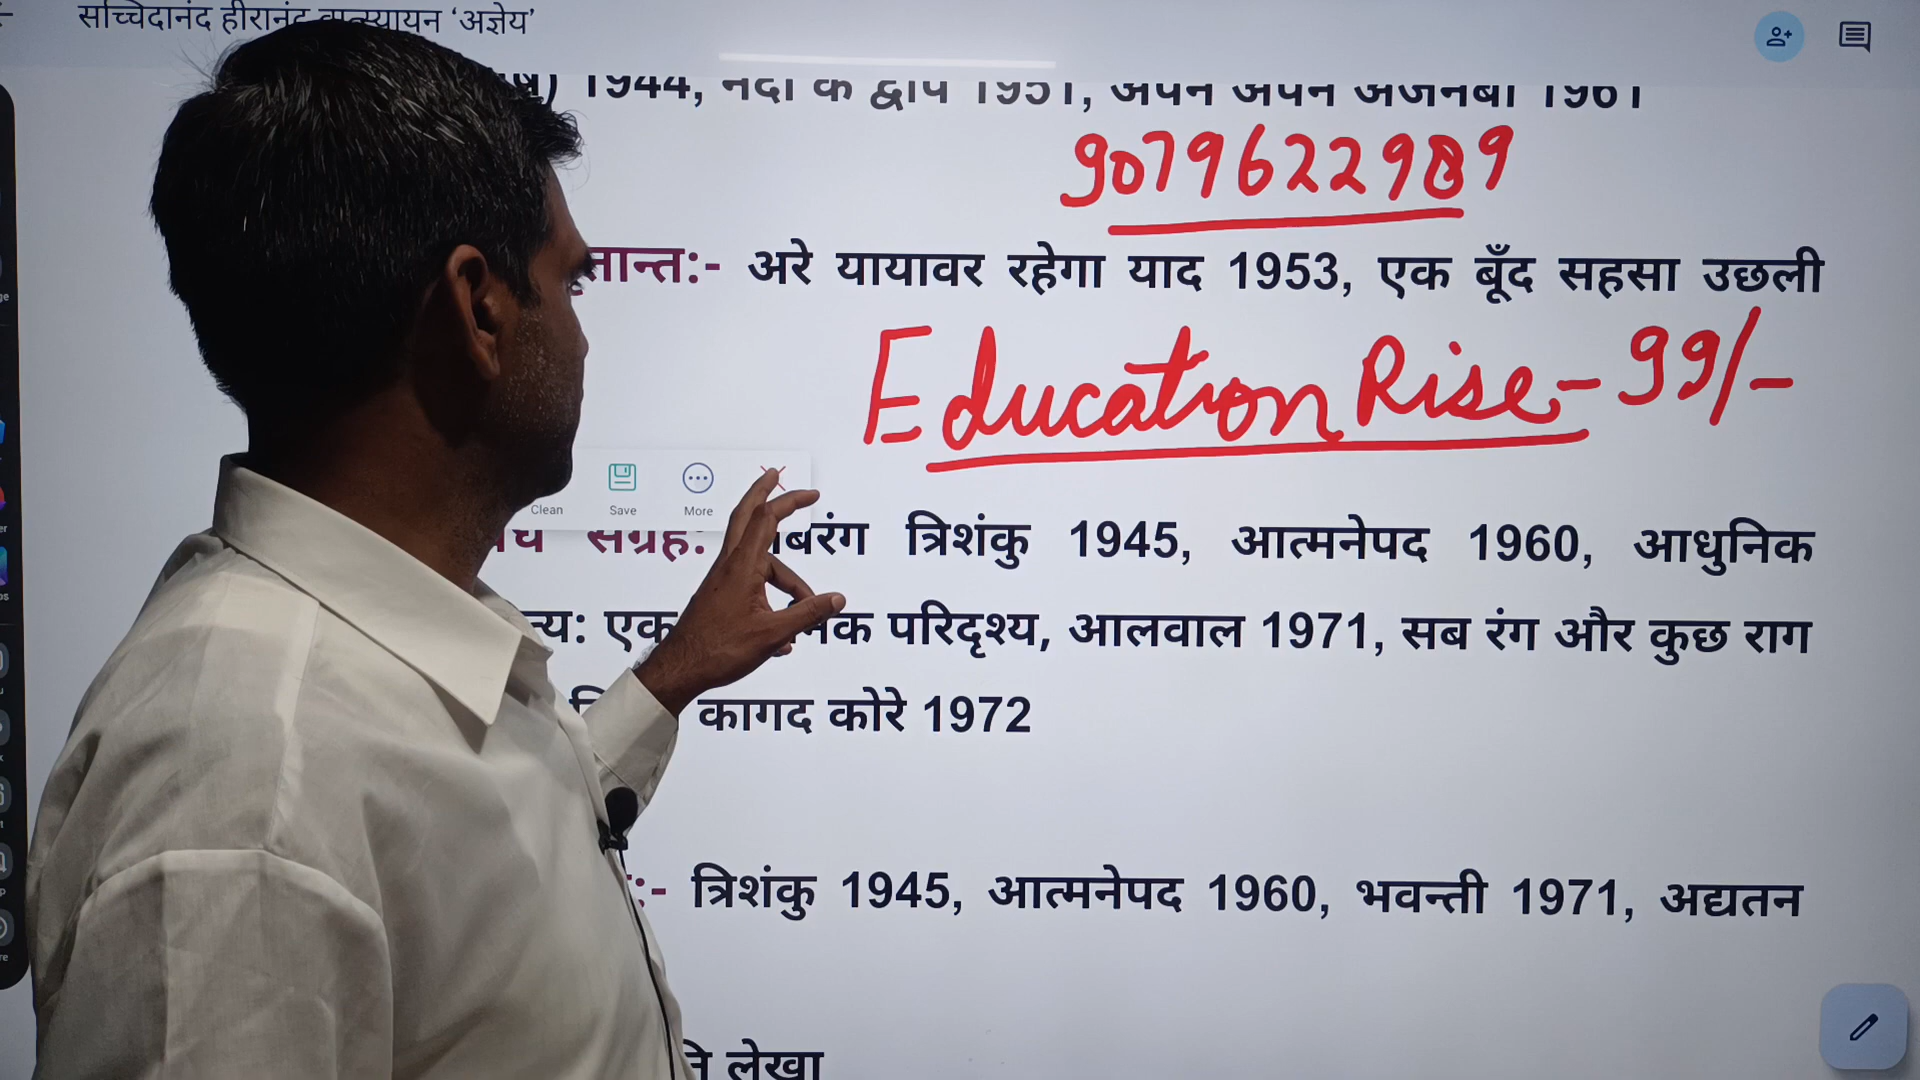 सच्चिदानंद हीरानंद वात्स्यायन ‘अज्ञेय’
1944, नदी के द्वीप 1951, अपने अपने अजनबी 1961
9079622989
अरे यायावर रहेगा याद 1953, एक बूँद सहसा उछली
Education Rise - 99/-
Clean Save More
संग्रह: सबरंग त्रिशंकु 1945, आत्मनेपद 1960, आधुनिक
एक परिदृश्य, आलवाल 1971, सब रंग और कुछ राग
कागद कोरे 1972
:- त्रिशंकु 1945, आत्मनेपद 1960, भवन्ती 1971, अद्यतन
लेखा